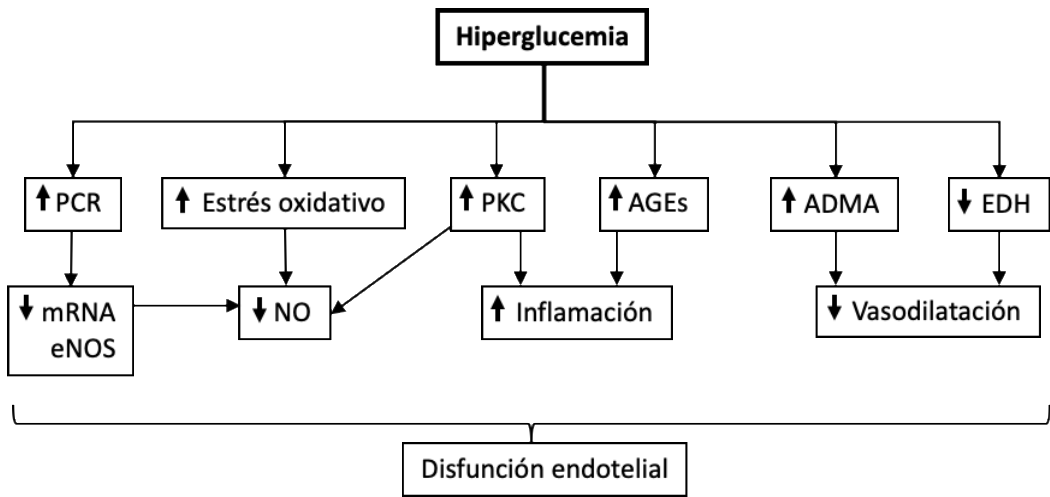 Hiperglucemia
↑ PCR
↑ Estrés oxidativo
↑ PKC
↑ AGEs
↑ ADMA
↓ EDH
↓ mRNA
eNOS
↓ NO
↑ Inflamación
↓ Vasodilatación
Disfunción endotelial